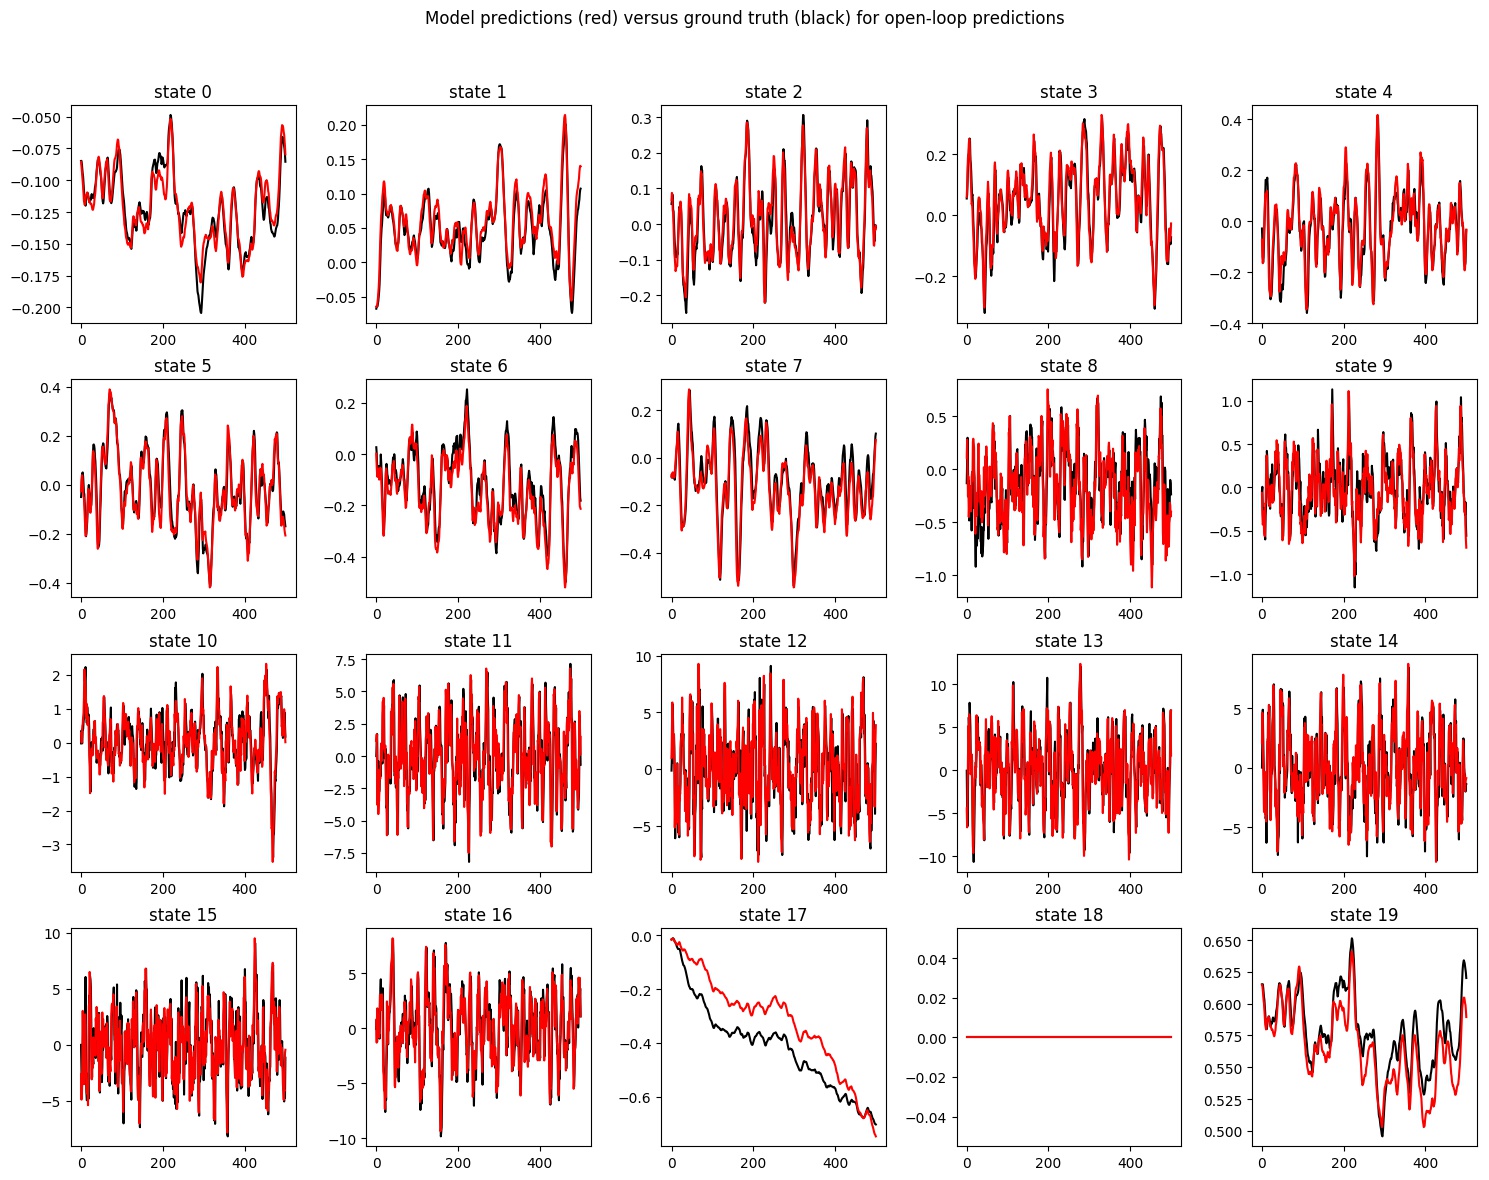 Model predictions (red) versus ground truth (black) for open-loop predictions
state 0 state 1 state 2 state 3 state 4
−0.050 −0.075 −0.100 −0.125 −0.150 −0.175 −0.200
0.20 0.15 0.10 0.05 0.00 −0.05
0.3 0.2 0.1 0.0 −0.1 −0.2
0.2 0.0 −0.2
0.4 0.2 0.0 −0.2 −0.4
0 200 400 0 200 400 0 200 400 0 200 400 0 200 400
state 5 state 6 state 7 state 8 state 9
0.4 0.2 0.0 −0.2 −0.4
0.2 0.0 −0.2 −0.4
0.2 0.0 −0.2 −0.4
0.5 0.0 −0.5 −1.0
1.0 0.5 0.0 −0.5 −1.0
0 200 400 0 200 400 0 200 400 0 200 400 0 200 400
state 10 state 11 state 12 state 13 state 14
2 1 0 −1 −2 −3
7.5 5.0 2.5 0.0 −2.5 −5.0 −7.5
10 5 0 −5
10 5 0 −5 −10
5 0 −5
0 200 400 0 200 400 0 200 400 0 200 400 0 200 400
state 15 state 16 state 17 state 18 state 19
10 5 0 −5
5 0 −5 −10
0.0 −0.2 −0.4 −0.6
0.04 0.02 0.00 −0.02 −0.04
0.650 0.625 0.600 0.575 0.550 0.525 0.500
0 200 400 0 200 400 0 200 400 0 200 400 0 200 400